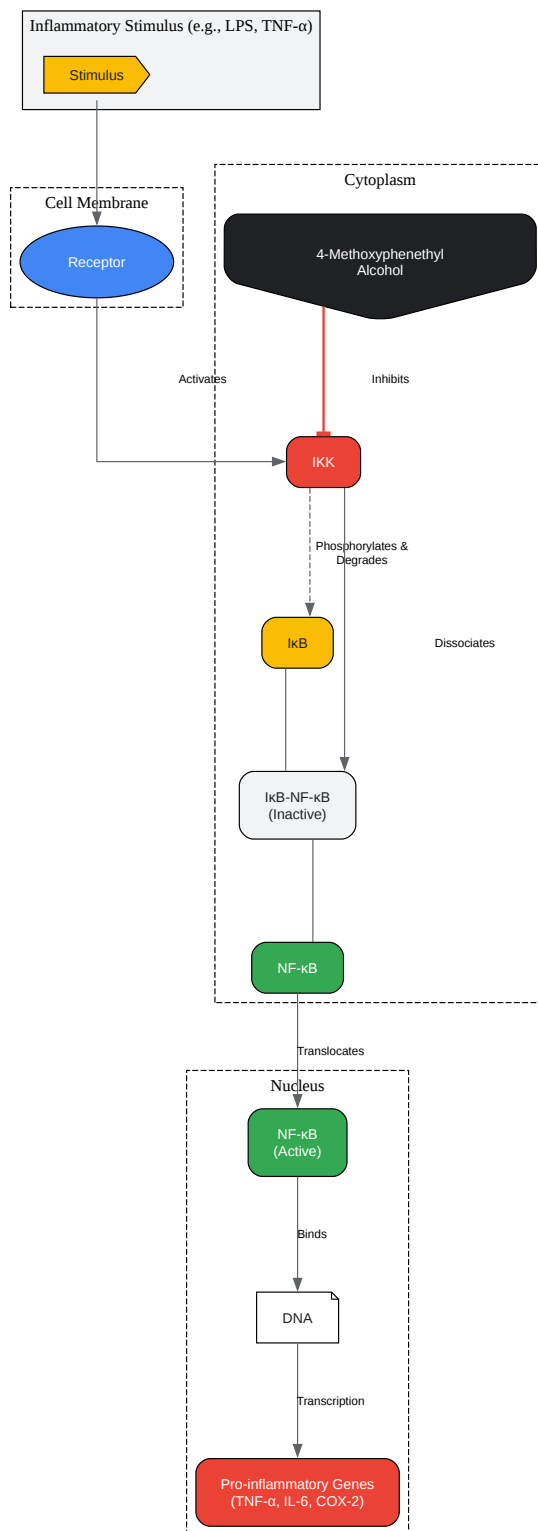 Inflammatory Stimulus (e.g., LPS, TNF-α)
Stimulus
Cell Membrane
Receptor
Cytoplasm
4-Methoxyphenethyl
Alcohol
Activates
Inhibits
IKK
Phosphorylates &
Degrades
IκB
Dissociates
IκB-NF-κB
(Inactive)
NF-κB
Translocates
Nucleus
NF-κB
(Active)
Binds
DNA
Transcription
Pro-inflammatory Genes
(TNF-α, IL-6, COX-2)